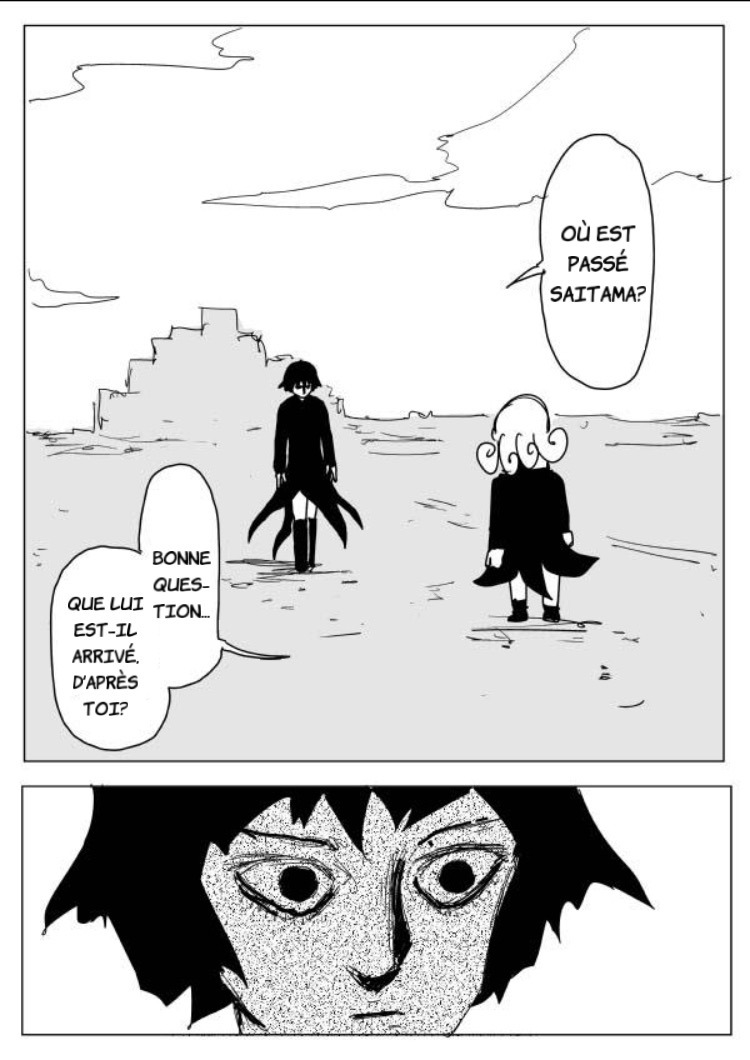 OÙ EST
PASSÉ
SAITAMA?
BONNE
QUES-
TION...
QUE LUI
EST-IL
ARRIVÉ,
D'APRÈS
TOI?